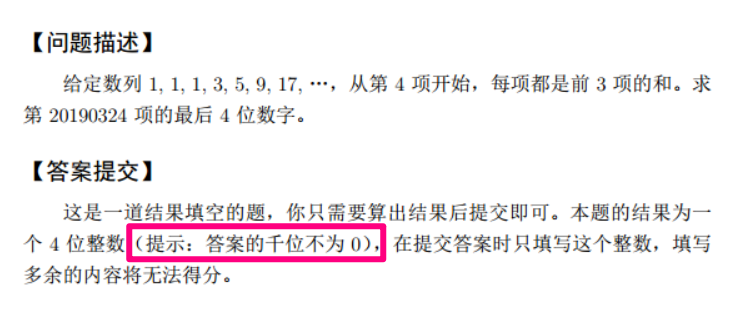 【问题描述】
给定数列 1, 1, 1, 3, 5, 9, 17, …，从第 4 项开始，每项都是前 3 项的和。求
第 20190324 项的最后 4 位数字。
【答案提交】
这是一道结果填空的题，你只需要算出结果后提交即可。本题的结果为一
个 4 位整数（提示：答案的千位不为 0），在提交答案时只填写这个整数，填写
多余的内容将无法得分。